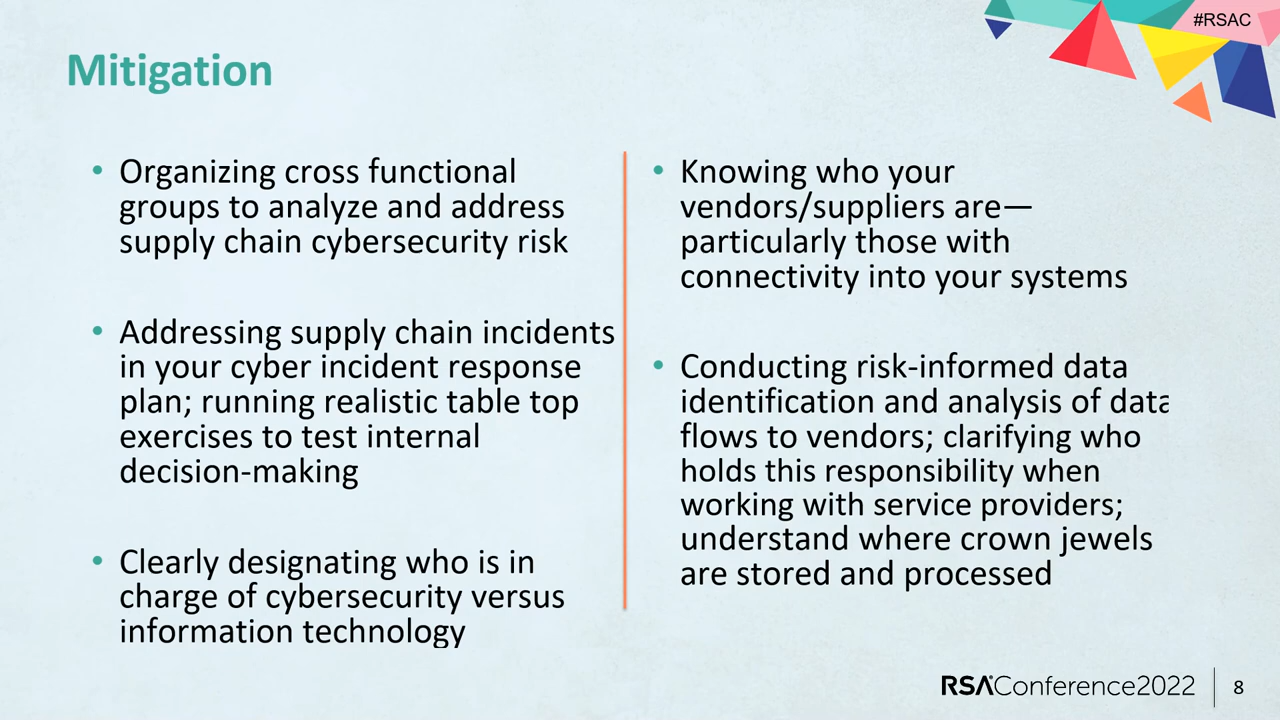 #RSAC
Mitigation
• Organizing cross functional
groups to analyze and address
supply chain cybersecurity risk
• Addressing supply chain incidents
in your cyber incident response
plan; running realistic table top
exercises to test internal
decision-making
• Clearly designating who is in
charge of cybersecurity versus
information technology
• Knowing who your
vendors/suppliers are—
particularly those with
connectivity into your systems
• Conducting risk-informed data
identification and analysis of data
flows to vendors; clarifying who
holds this responsibility when
working with service providers;
understand where crown jewels
are stored and processed
RSAConference2022
8